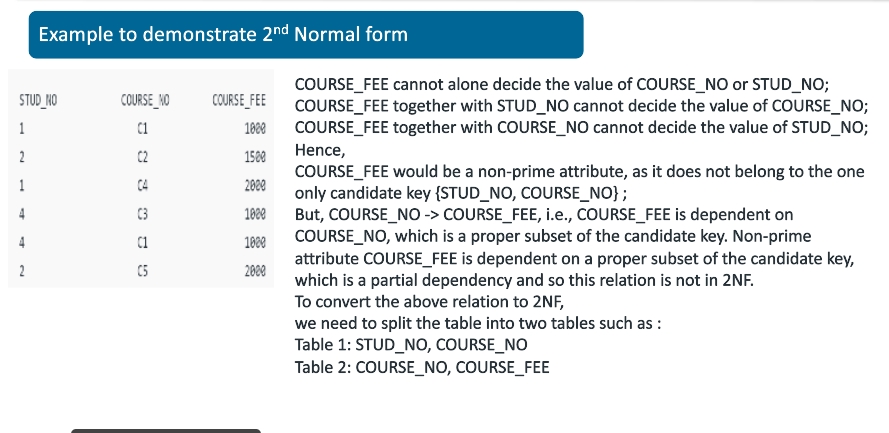 Example to demonstrate 2nd Normal form
STUD_NO COURSE_NO COURSE_FEE
1 C1 1000
2 C2 1500
1 C4 2000
4 C3 1000
4 C1 1000
2 C5 2000
COURSE_FEE cannot alone decide the value of COURSE_NO or STUD_NO;
COURSE_FEE together with STUD_NO cannot decide the value of COURSE_NO;
COURSE_FEE together with COURSE_NO cannot decide the value of STUD_NO;
Hence,
COURSE_FEE would be a non-prime attribute, as it does not belong to the one
only candidate key {STUD_NO, COURSE_NO} ;
But, COURSE_NO -> COURSE_FEE, i.e., COURSE_FEE is dependent on
COURSE_NO, which is a proper subset of the candidate key. Non-prime
attribute COURSE_FEE is dependent on a proper subset of the candidate key,
which is a partial dependency and so this relation is not in 2NF.
To convert the above relation to 2NF,
we need to split the table into two tables such as :
Table 1: STUD_NO, COURSE_NO
Table 2: COURSE_NO, COURSE_FEE